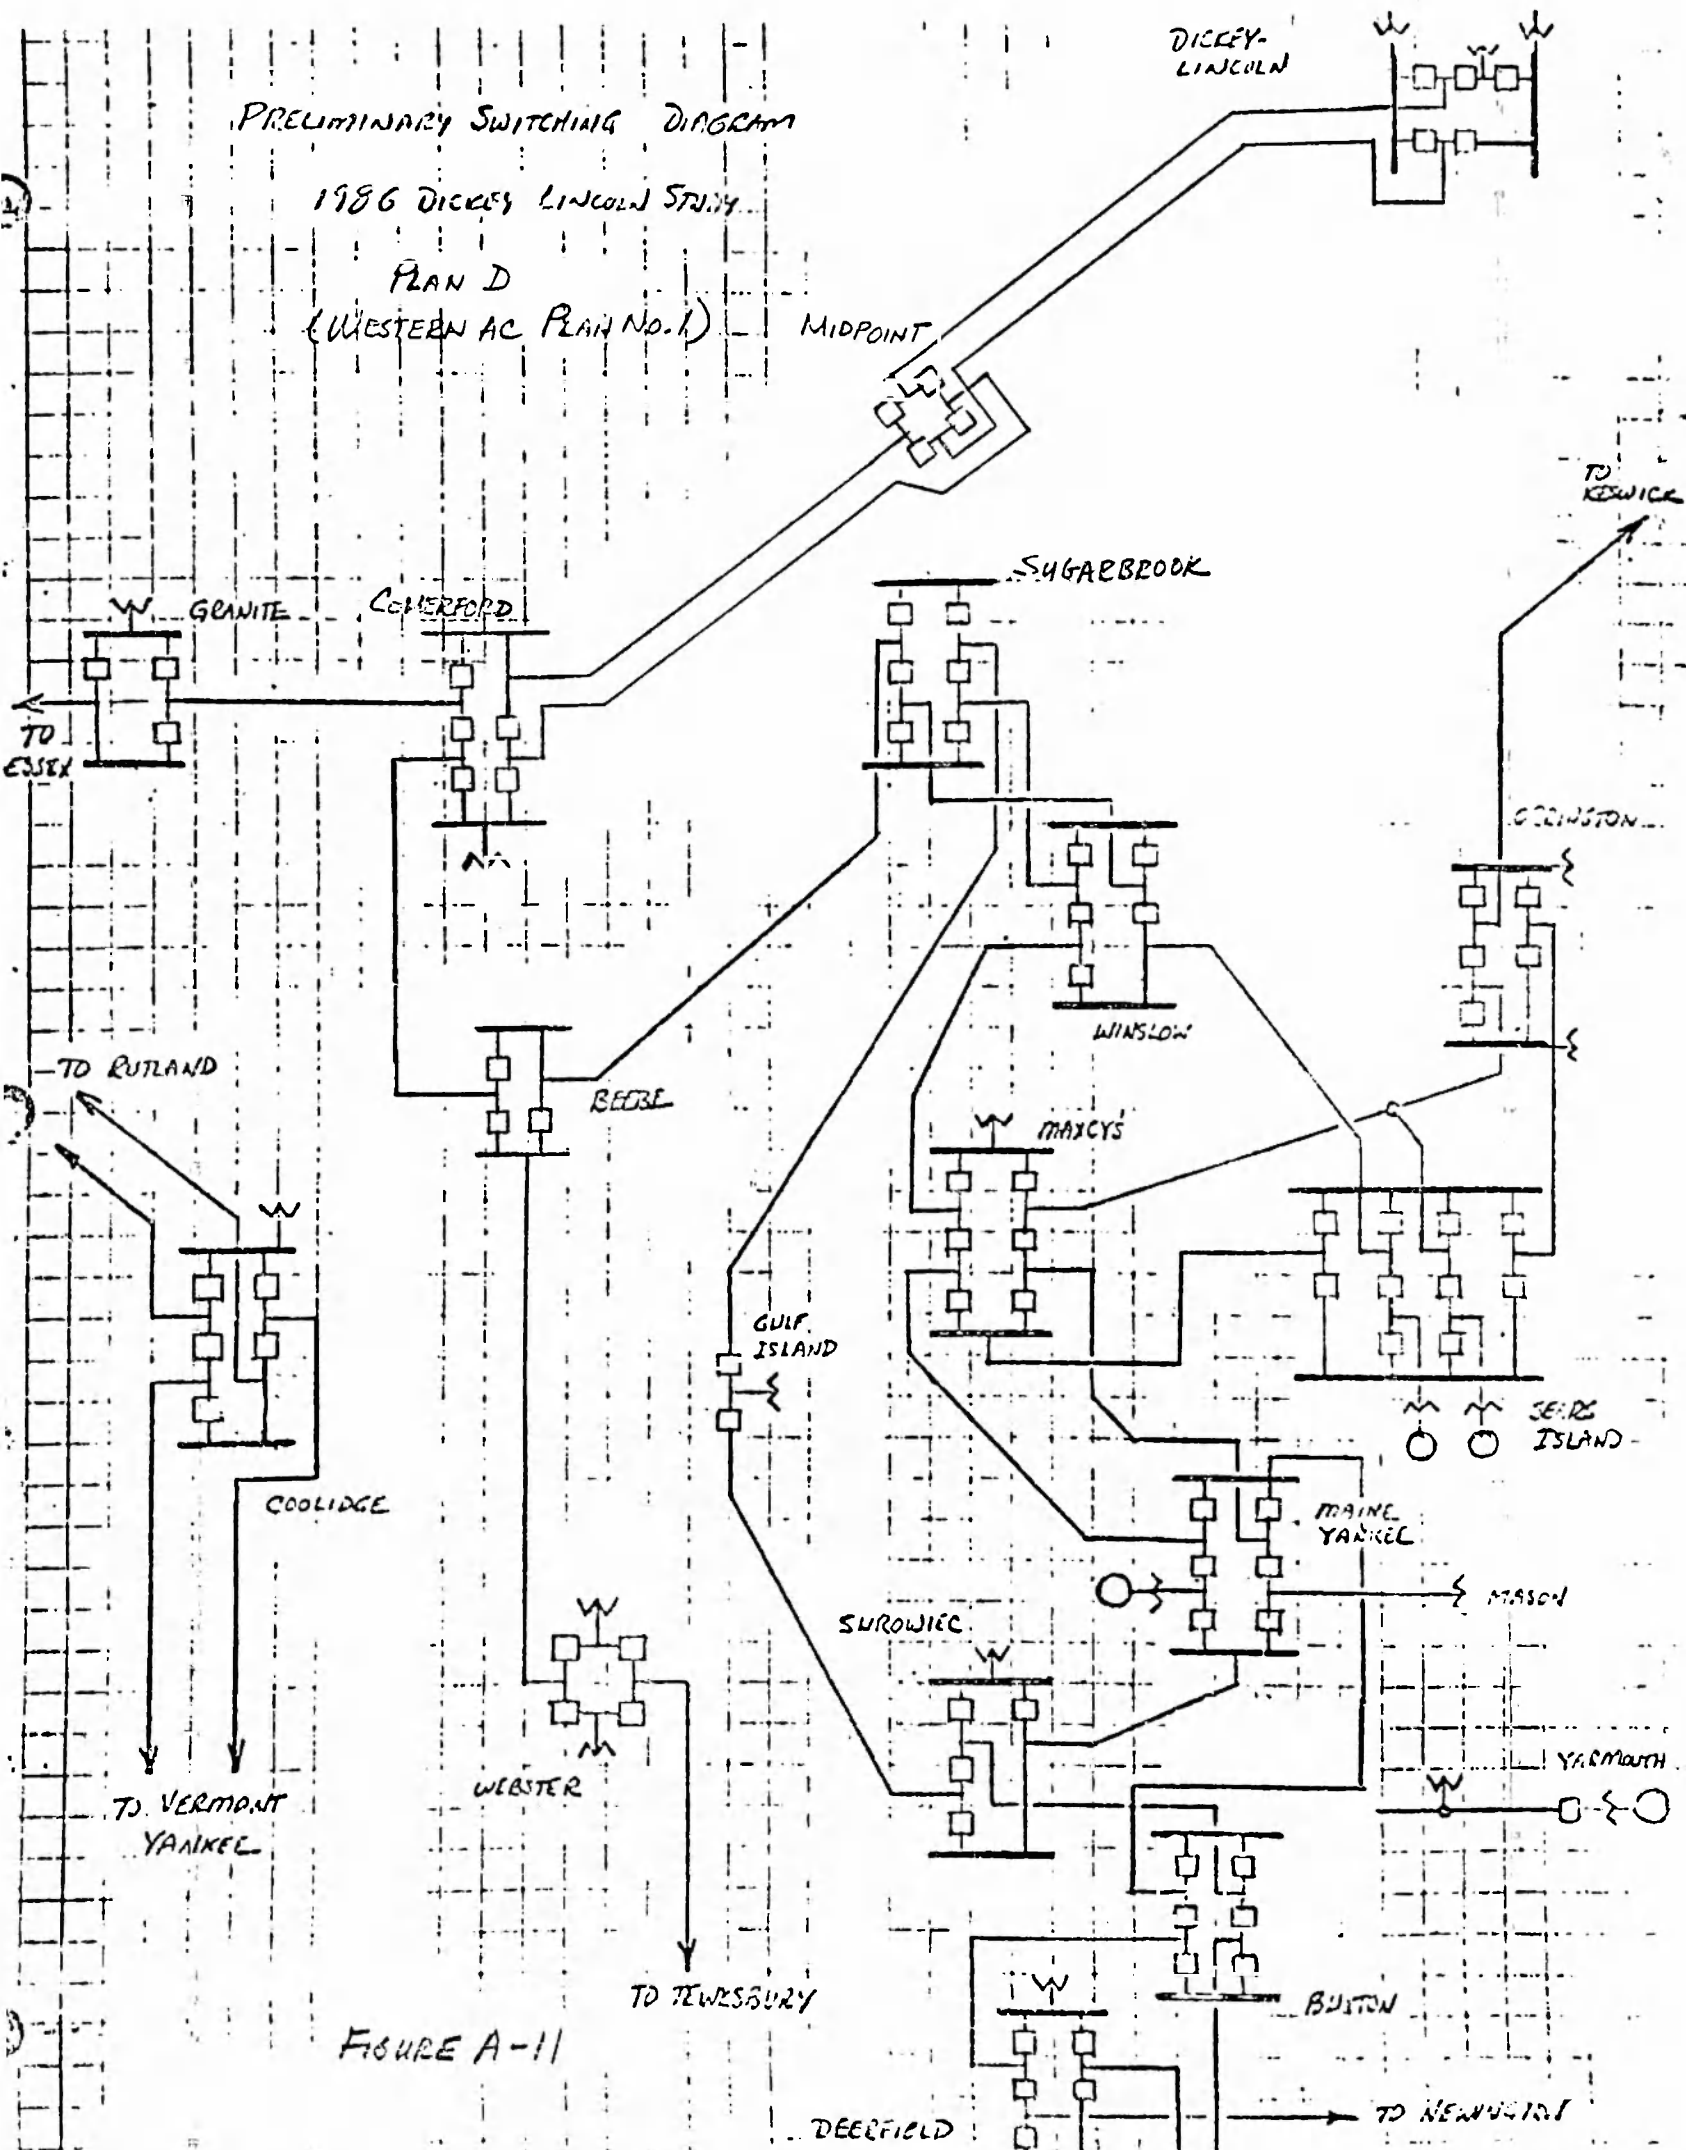 DICKEY-
LINCOLN
PRELIMINARY SWITCHING DIAGRAM
1986 DICKEY LINCOLN STUDY
PLAN D
(WESTERN AC PLAN NO. 1)
MIDPOINT
TO
KESWICK
SUGARBROOK
GRANITE
COMERFORD
TO
ESSEX
ORRINGTON
WINSLOW
TO RUTLAND
BEEBE
MAXCYS
GULF
ISLAND
SEARS
ISLAND
COOLIDGE
MAINE
YANKEE
MASON
SUROWIEC
YARMOUTH
WEBSTER
TO VERMONT
YANKEE
TO TEWKSBURY
BUXTON
FIGURE A-11
DEERFIELD
TO NEWINGTON